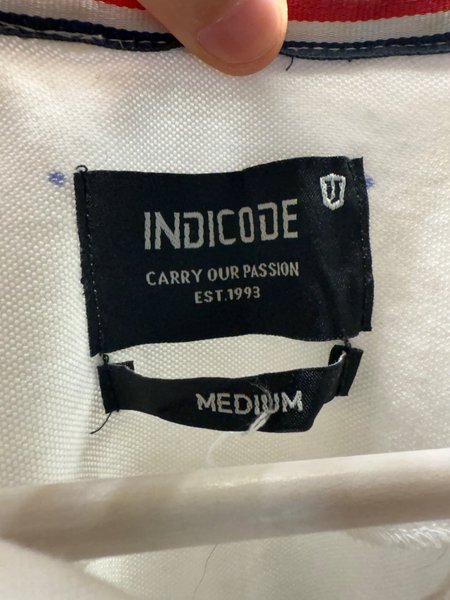 INDICODE
CARRY OUR PASSION
EST.1993
MEDIUM